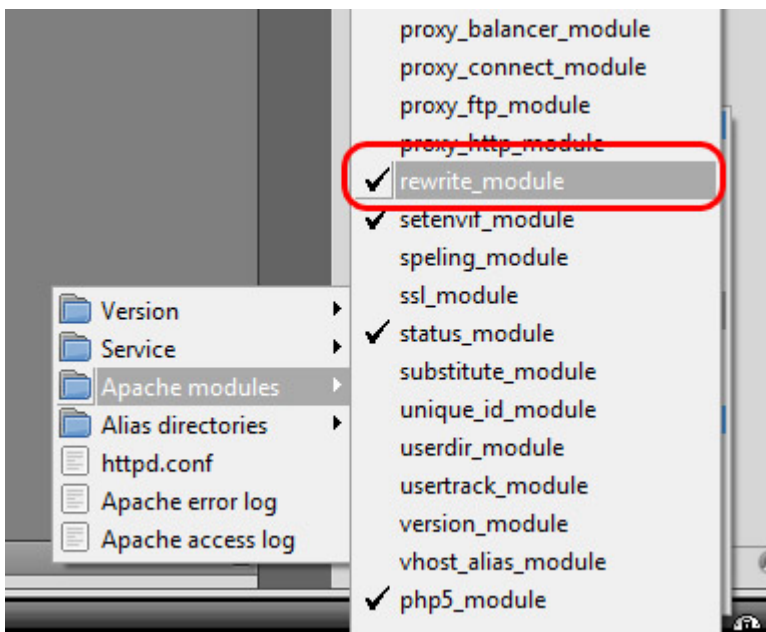 proxy_balancer_module
proxy_connect_module
proxy_ftp_module
proxy_http_module
rewrite_module
setenvif_module
speling_module
ssl_module
status_module
substitute_module
unique_id_module
userdir_module
usertrack_module
version_module
vhost_alias_module
php5_module
Version
Service
Apache modules
Alias directories
httpd.conf
Apache error log
Apache access log